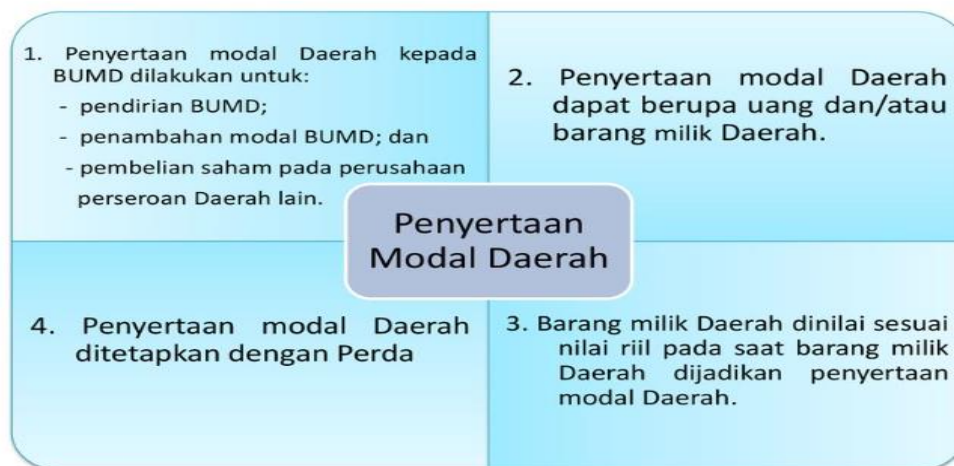 1. Penyertaan modal Daerah kepada
BUMD dilakukan untuk:
- pendirian BUMD;
- penambahan modal BUMD; dan
- pembelian saham pada perusahaan
perseroan Daerah lain.
2. Penyertaan modal Daerah
dapat berupa uang dan/atau
barang milik Daerah.
Penyertaan
Modal Daerah
3. Barang milik Daerah dinilai sesuai
nilai riil pada saat barang milik
Daerah dijadikan penyertaan
modal Daerah.
4. Penyertaan modal Daerah
ditetapkan dengan Perda